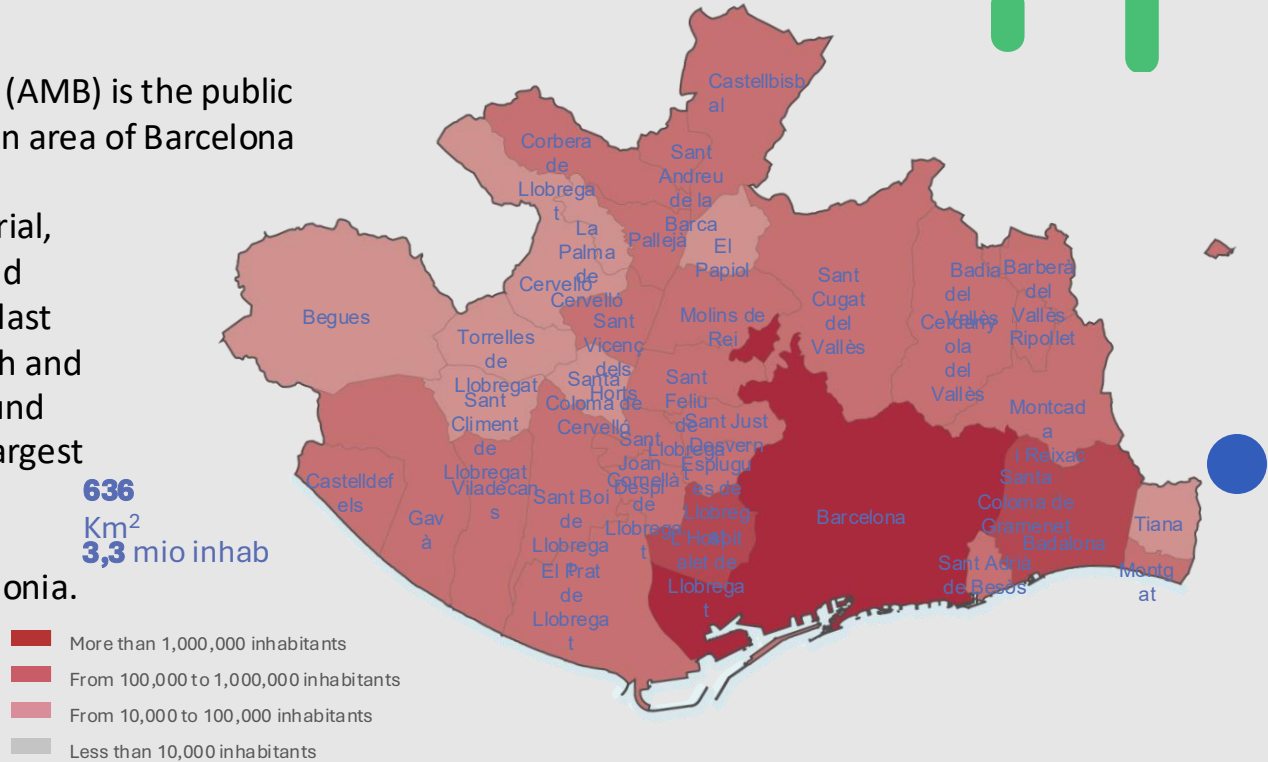 (AMB) is the public
n area of Barcelona
rial,
d
last
h and
und
argest
636
Km²
3,3 mio inhab
onia.
More than 1,000,000 inhabitants
From 100,000 to 1,000,000 inhabitants
From 10,000 to 100,000 inhabitants
Less than 10,000 inhabitants
Castellbisb
al
Corbera
de
Llobrega
t
Sant
Andreu
de la
Barca
La
Palma
de
Cervelló
Pallejà
El
Papiol
Cervelló
Begues
Torrelles
de
Llobregat
Sant
Vicenç
dels
Horts
Molins de
Rei
Sant
Cugat
del
Vallès
Badia
del
Vallès
Barberà
del
Vallès
Cerdany
ola
del
Vallès
Ripollet
Santa
Coloma de
Cervelló
Sant
Climent
de
Llobregat
Sant
Feliu
de
Llobrega
t
Sant Just
Desvern
Montcad
a
i Reixac
Sant
Joan
Despí
Esplugu
es de
Llobreg
at
Cornellà
de
Llobrega
t
Castelldef
els
Gav
à
Viladecan
s
Sant Boi
de
Llobrega
t
El Prat
de
Llobrega
t
L'Hospit
alet de
Llobrega
t
Barcelona
Santa
Coloma de
Gramenet
Badalona
Sant Adrià
de Besòs
Tiana
Montg
at